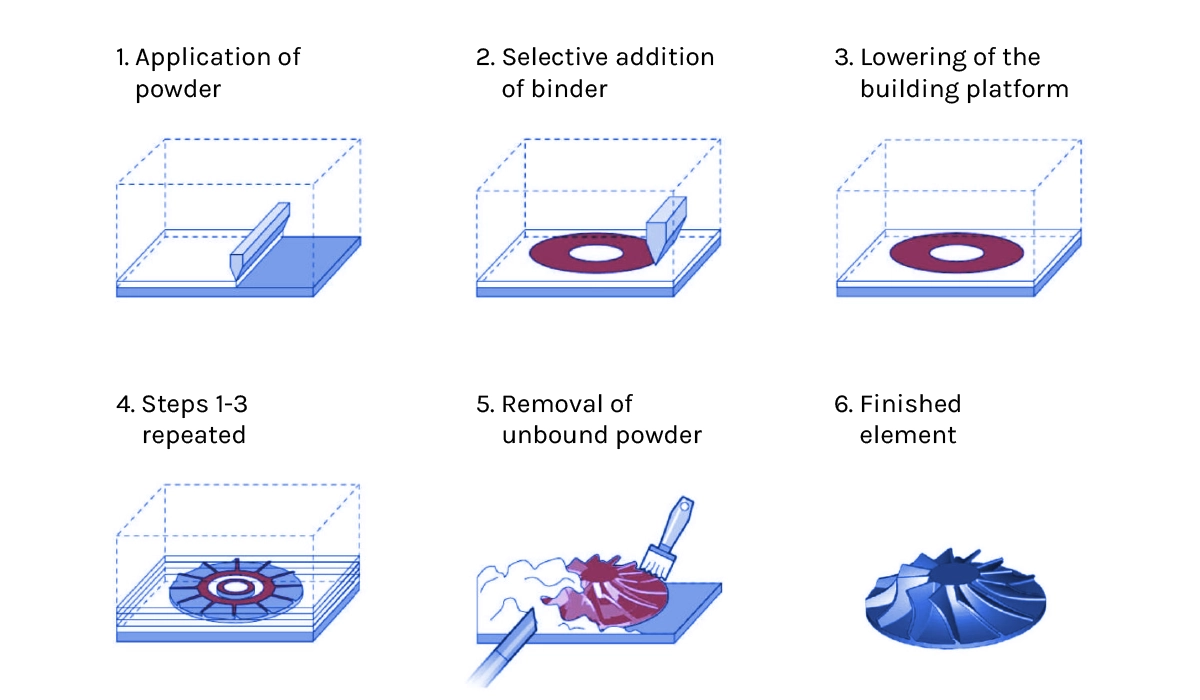 1. Application of
powder
2. Selective addition
of binder
3. Lowering of the
building platform
4. Steps 1-3
repeated
5. Removal of
unbound powder
6. Finished
element